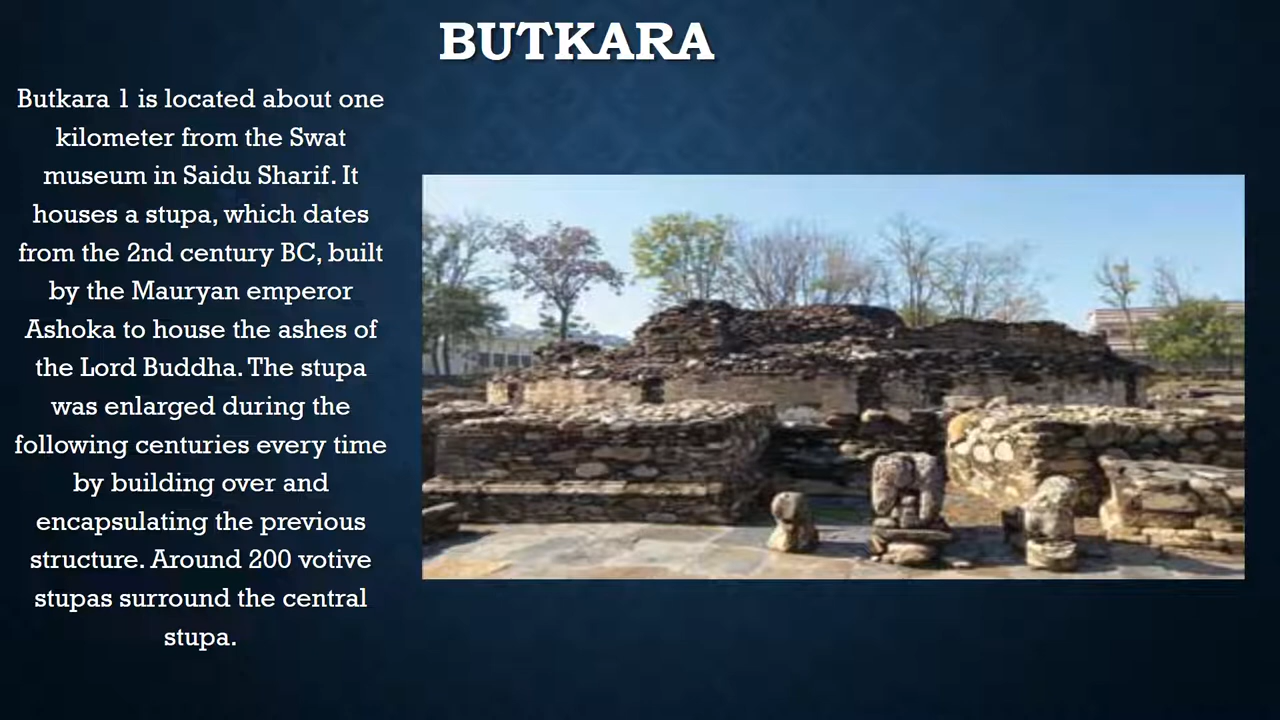 BUTKARA
Butkara 1 is located about one
kilometer from the Swat
museum in Saidu Sharif. It
houses a stupa, which dates
from the 2nd century BC, built
by the Mauryan emperor
Ashoka to house the ashes of
the Lord Buddha. The stupa
was enlarged during the
following centuries every time
by building over and
encapsulating the previous
structure. Around 200 votive
stupas surround the central
stupa.